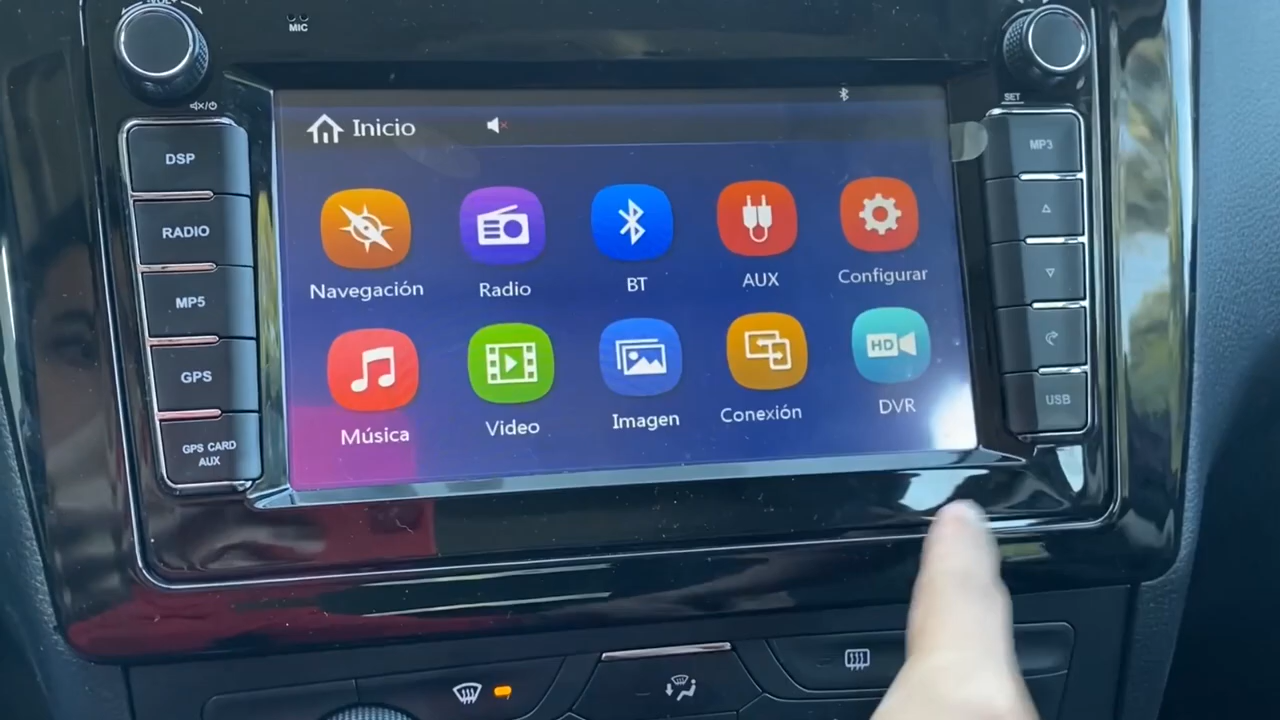 MIC
SET
DSP
RADIO
MP5
GPS
GPS CARD
AUX
Inicio
Navegación
Radio
BT
AUX
Configurar
Música
Video
Imagen
Conexión
HD
DVR
MP3
USB